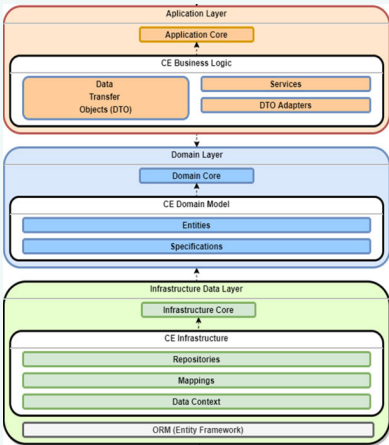 Aplication Layer
Application Core
CE Business Logic
Data
Transfer
Objects (DTO)
Services
DTO Adapters
Domain Layer
Domain Core
CE Domain Model
Entities
Specifications
Infrastructure Data Layer
Infrastructure Core
CE Infrastructure
Repositories
Mappings
Data Context
ORM (Entity Framework)